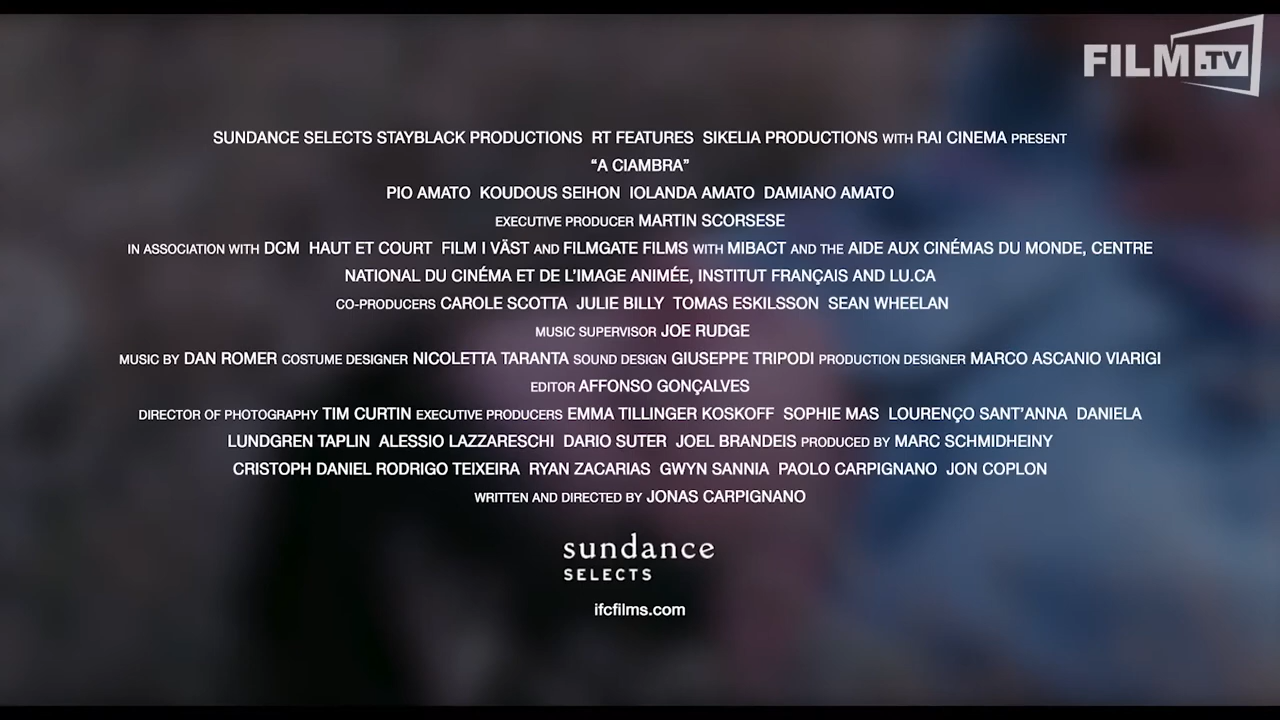 FILM.TV
SUNDANCE SELECTS STAYBLACK PRODUCTIONS RT FEATURES SIKELIA PRODUCTIONS WITH RAI CINEMA PRESENT
“A CIAMBRA”
PIO AMATO KOUDOUS SEIHON IOLANDA AMATO DAMIANO AMATO
EXECUTIVE PRODUCER MARTIN SCORSESE
IN ASSOCIATION WITH DCM HAUT ET COURT FILM I VÄST AND FILMGATE FILMS WITH MIBACT AND THE AIDE AUX CINÉMAS DU MONDE, CENTRE
NATIONAL DU CINÉMA ET DE L’IMAGE ANIMÉE, INSTITUT FRANÇAIS AND LU.CA
CO-PRODUCERS CAROLE SCOTTA JULIE BILLY TOMAS ESKILSSON SEAN WHEELAN
MUSIC SUPERVISOR JOE RUDGE
MUSIC BY DAN ROMER COSTUME DESIGNER NICOLETTA TARANTA SOUND DESIGN GIUSEPPE TRIPODI PRODUCTION DESIGNER MARCO ASCANIO VIARIGI
EDITOR AFFONSO GONÇALVES
DIRECTOR OF PHOTOGRAPHY TIM CURTIN EXECUTIVE PRODUCERS EMMA TILLINGER KOSKOFF SOPHIE MAS LOURENÇO SANT’ANNA DANIELA
LUNDGREN TAPLIN ALESSIO LAZZARESCHI DARIO SUTER JOEL BRANDEIS PRODUCED BY MARC SCHMIDHEINY
CRISTOPH DANIEL RODRIGO TEIXEIRA RYAN ZACARIAS GWYN SANNIA PAOLO CARPIGNANO JON COPLON
WRITTEN AND DIRECTED BY JONAS CARPIGNANO
sundance
SELECTS
ifcfilms.com